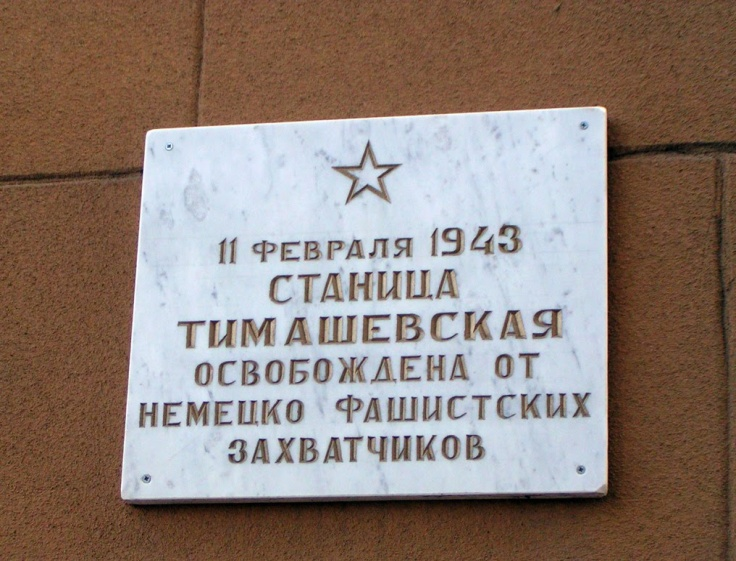 11 ФЕВРАЛЯ 1943
СТАНИЦА
ТИМАШЕВСКАЯ
ОСВОБОЖДЕНА ОТ
НЕМЕЦКО ФАШИСТСКИХ
ЗАХВАТЧИКОВ